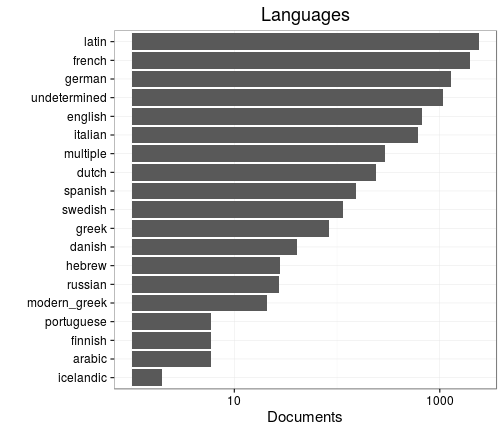 Languages
latin
french
german
undetermined
english
italian
multiple
dutch
spanish
swedish
greek
danish
hebrew
russian
modern_greek
portuguese
finnish
arabic
icelandic
10 1000
Documents